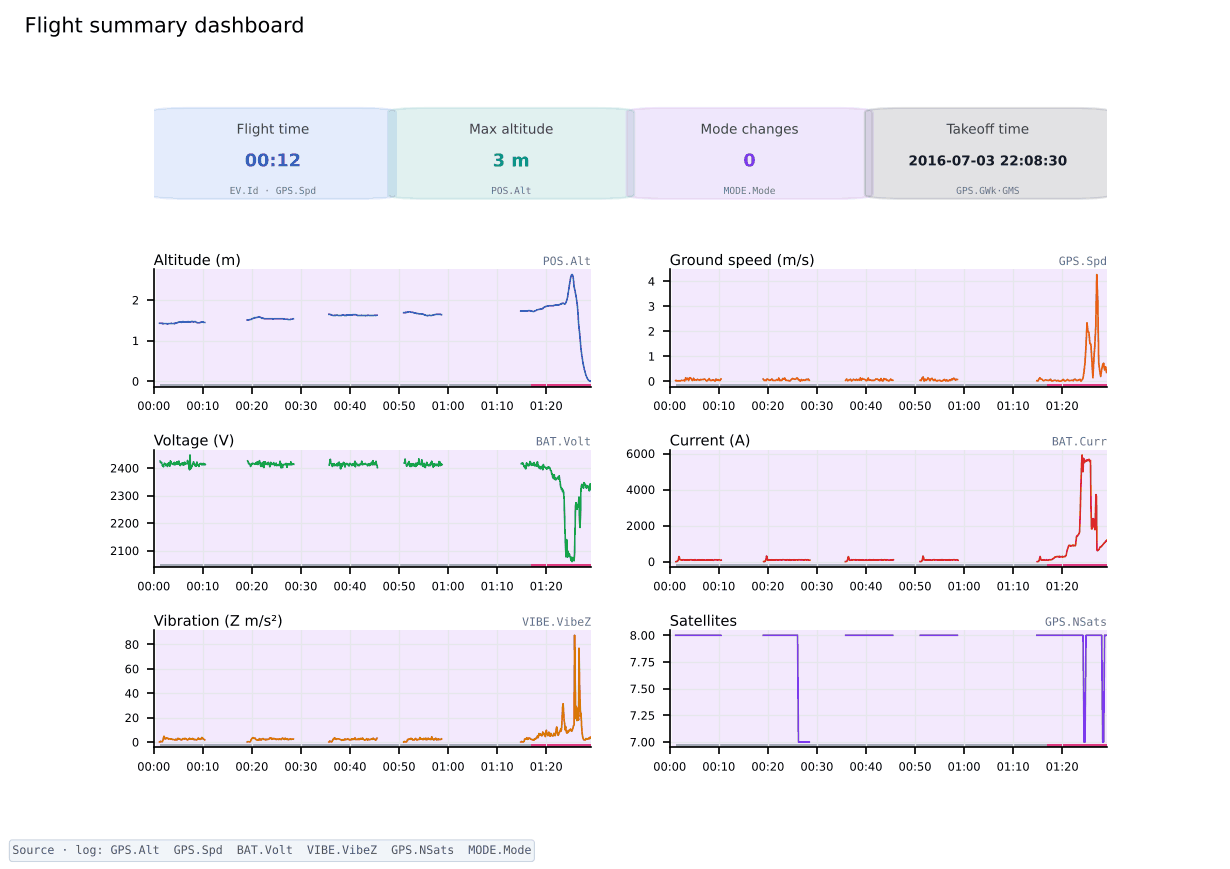 Flight summary dashboard
Flight time
00:12
EV.Id · GPS.Spd
Max altitude
3 m
POS.Alt
Mode changes
0
MODE.Mode
Takeoff time
2016-07-03 22:08:30
GPS.GWk·GMS
Altitude (m) POS.Alt
2
1
0
00:00 00:10 00:20 00:30 00:40 00:50 01:00 01:10 01:20
Ground speed (m/s) GPS.Spd
4
3
2
1
0
00:00 00:10 00:20 00:30 00:40 00:50 01:00 01:10 01:20
Voltage (V) BAT.Volt
2400
2300
2200
2100
00:00 00:10 00:20 00:30 00:40 00:50 01:00 01:10 01:20
Current (A) BAT.Curr
6000
4000
2000
0
00:00 00:10 00:20 00:30 00:40 00:50 01:00 01:10 01:20
Vibration (Z m/s²) VIBE.VibeZ
80
60
40
20
0
00:00 00:10 00:20 00:30 00:40 00:50 01:00 01:10 01:20
Satellites GPS.NSats
8.00
7.75
7.50
7.25
7.00
00:00 00:10 00:20 00:30 00:40 00:50 01:00 01:10 01:20
Source · log: GPS.Alt GPS.Spd BAT.Volt VIBE.VibeZ GPS.NSats MODE.Mode